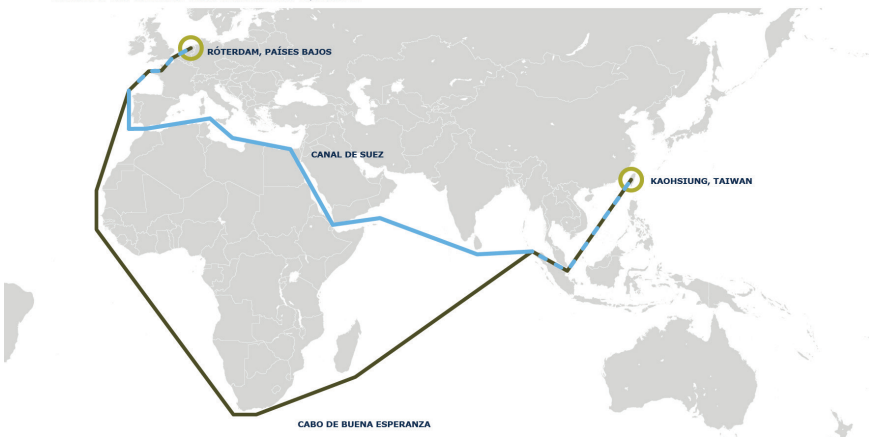 RÓTERDAM, PAÍSES BAJOS
CANAL DE SUEZ
KAOHSIUNG, TAIWAN
CABO DE BUENA ESPERANZA